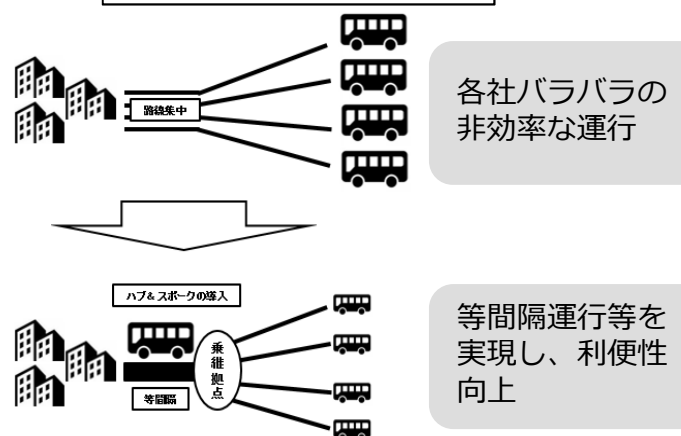 路線集中
各社バラバラの
非効率な運行
ハブ&スポークの導入
乗継拠点
等間隔
等間隔運行等を
実現し、利便性
向上